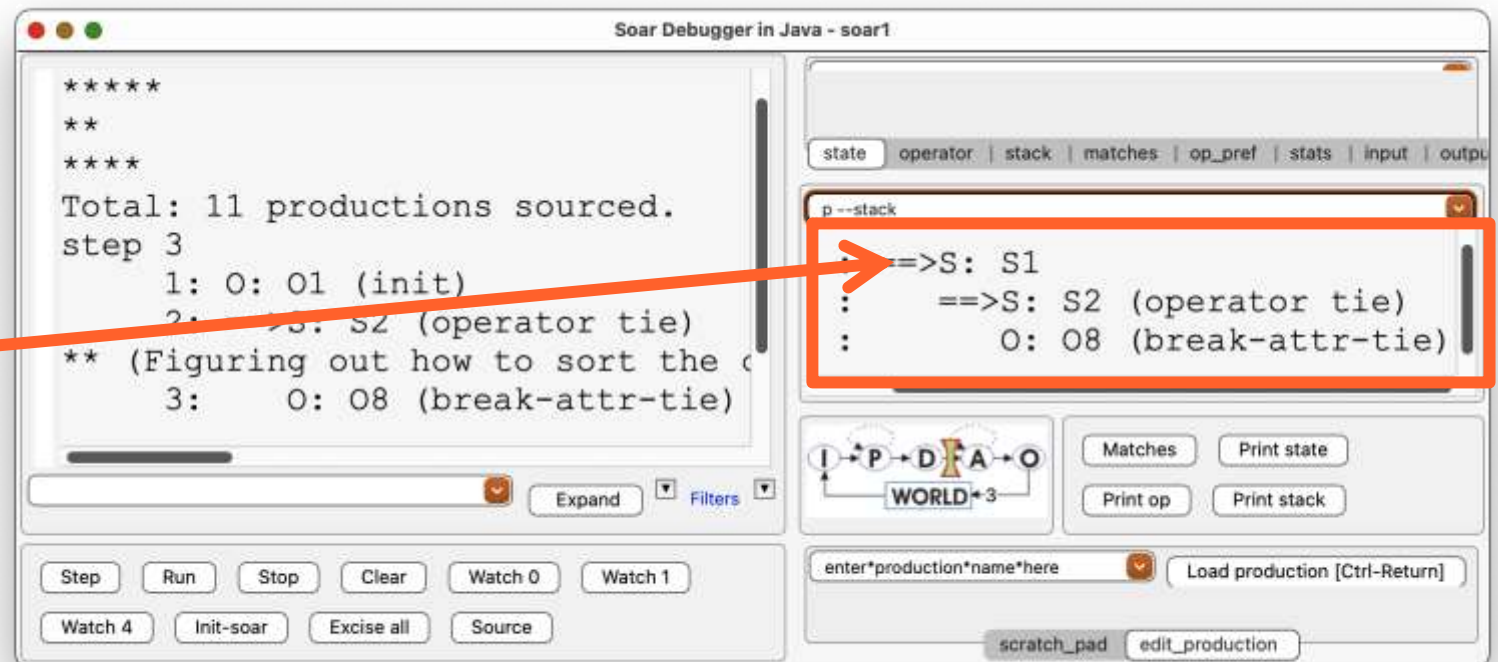 Soar Debugger in Java - soar1
*****
**
****
Total: 11 productions sourced.
step 3
1: O: O1 (init)
2: ==>S: S2 (operator tie)
** (Figuring out how to sort the
3: O: O8 (break-attr-tie)
Expand
Filters
Step Run Stop Clear Watch 0 Watch 1
Watch 4 Init-soar Excise all Source
state operator | stack | matches | op_pref | stats | input | outpu
p --stack
: ==>S: S1
: ==>S: S2 (operator tie)
: O: O8 (break-attr-tie)
I P D A O
WORLD 3
Matches Print state
Print op Print stack
enter*production*name*here
Load production [Ctrl-Return]
scratch_pad edit_production